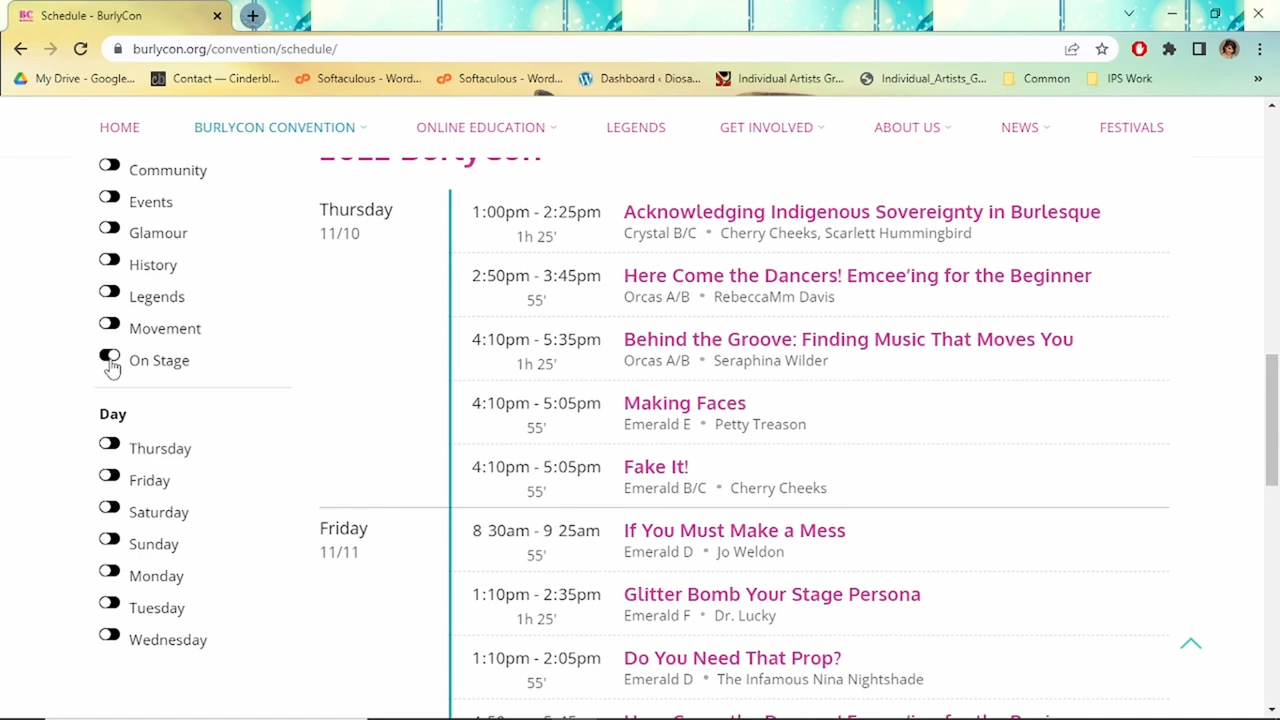 Schedule - BurlyCon
burlycon.org/convention/schedule/
My Drive - Google...
Contact — Cinderbl...
Softaculous - Word...
Softaculous - Word...
Dashboard ‹ Diosa...
Individual Artists Gr...
Individual_Artists_G...
Common
IPS Work
HOME
BURLYCON CONVENTION
ONLINE EDUCATION
LEGENDS
GET INVOLVED
ABOUT US
NEWS
FESTIVALS
Community
Events
Glamour
History
Legends
Movement
On Stage
Day
Thursday
Friday
Saturday
Sunday
Monday
Tuesday
Wednesday
2022 BurlyCon
Thursday
11/10
1:00pm - 2:25pm
1h 25'
Acknowledging Indigenous Sovereignty in Burlesque
Crystal B/C • Cherry Cheeks, Scarlett Hummingbird
2:50pm - 3:45pm
55'
Here Come the Dancers! Emcee'ing for the Beginner
Orcas A/B • RebeccaMm Davis
4:10pm - 5:35pm
1h 25'
Behind the Groove: Finding Music That Moves You
Orcas A/B • Seraphina Wilder
4:10pm - 5:05pm
55'
Making Faces
Emerald E • Petty Treason
4:10pm - 5:05pm
55'
Fake It!
Emerald B/C • Cherry Cheeks
Friday
11/11
8 30am - 9 25am
55'
If You Must Make a Mess
Emerald D • Jo Weldon
1:10pm - 2:35pm
1h 25'
Glitter Bomb Your Stage Persona
Emerald F • Dr. Lucky
1:10pm - 2:05pm
55'
Do You Need That Prop?
Emerald D • The Infamous Nina Nightshade